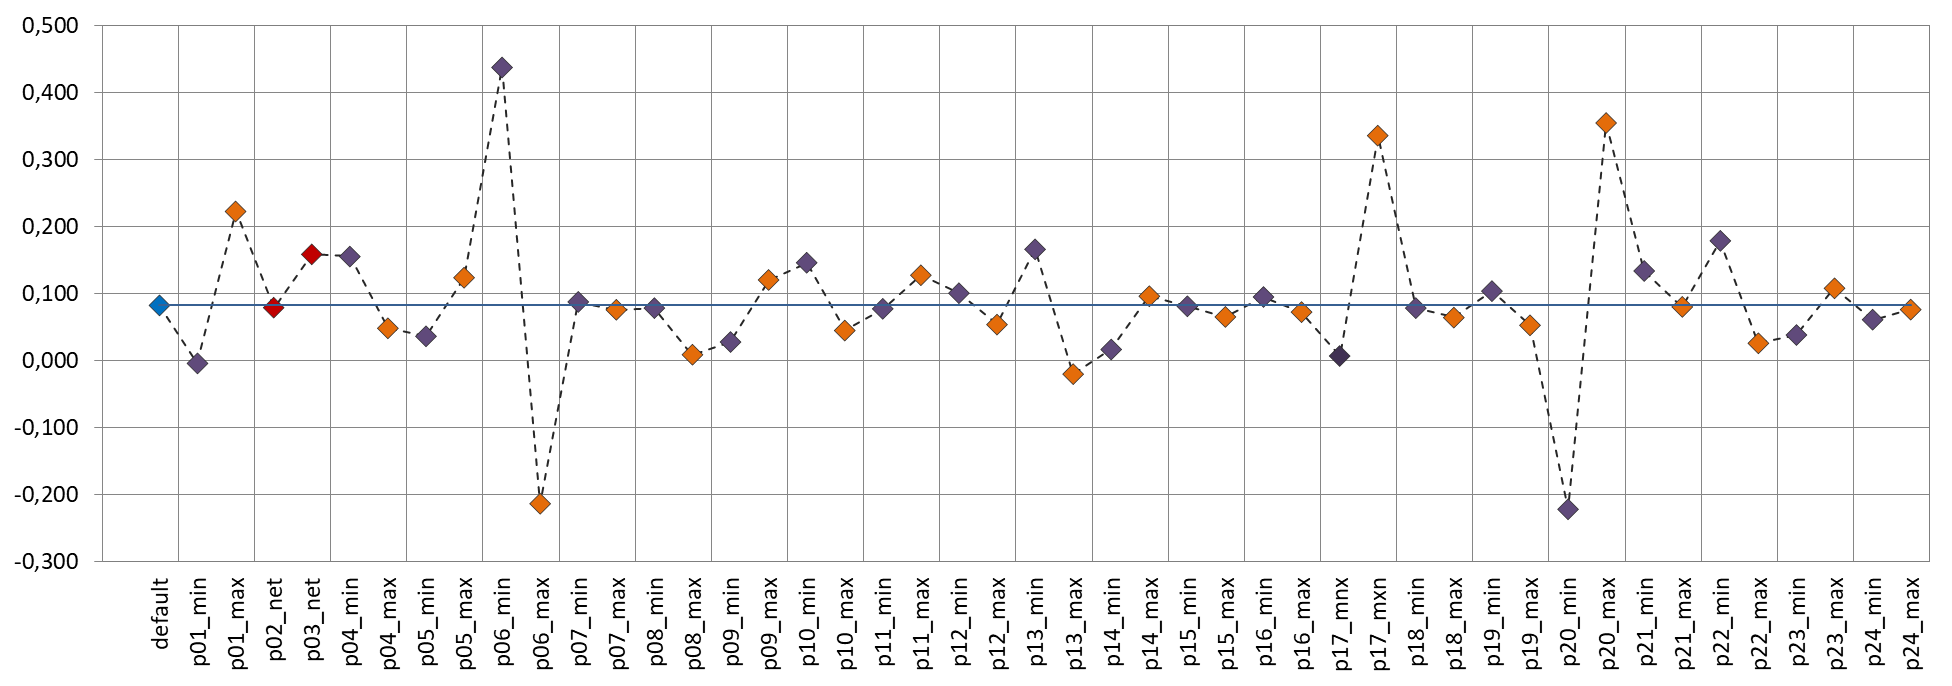 0,500
0,400
0,300
0,200
0,100
0,000
-0,100
-0,200
-0,300
default
p01_min
p01_max
p02_net
p03_net
p04_min
p04_max
p05_min
p05_max
p06_min
p06_max
p07_min
p07_max
p08_min
p08_max
p09_min
p09_max
p10_min
p10_max
p11_min
p11_max
p12_min
p12_max
p13_min
p13_max
p14_min
p14_max
p15_min
p15_max
p16_min
p16_max
p17_mnx
p17_mxn
p18_min
p18_max
p19_min
p19_max
p20_min
p20_max
p21_min
p21_max
p22_min
p22_max
p23_min
p23_max
p24_min
p24_max